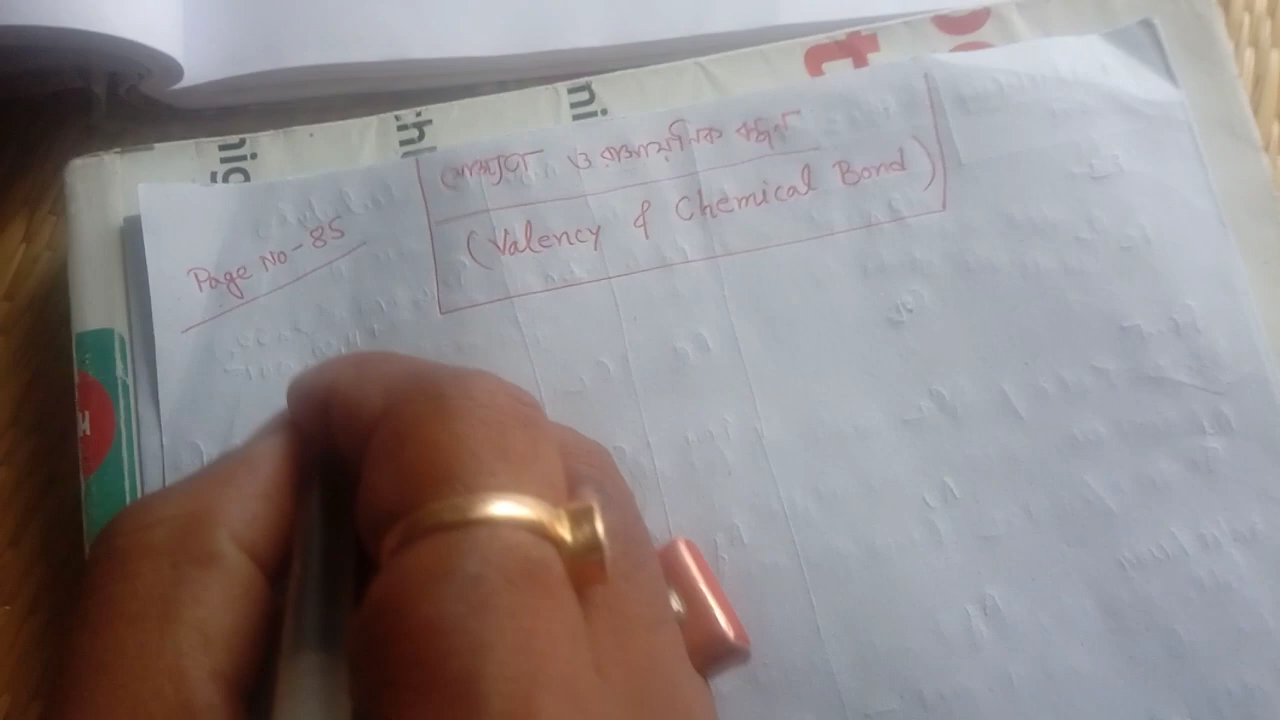 যোজ্যতা ও রাসায়নিক বন্ধন
(Valency & Chemical Bond)
Page No-85